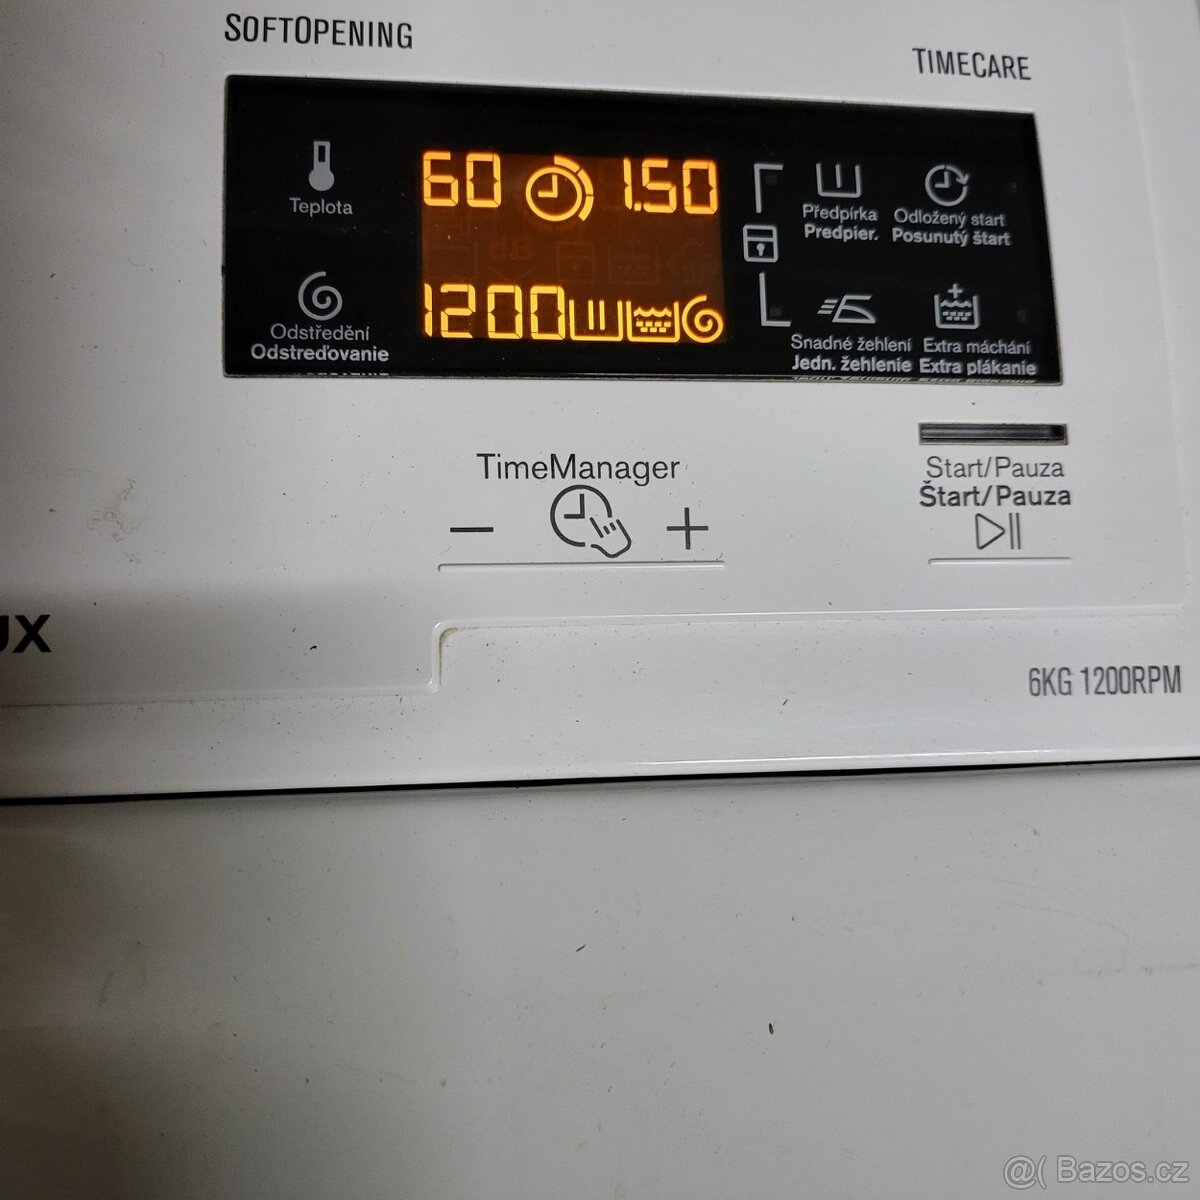 SOFTOPENING
TIMECARE
Teplota
60 1.50
Předpírka
Predpier.
Odložený start
Posunutý štart
Odstředění
Odstreďovanie
1200
Snadné žehlení
Jedn. žehlenie
Extra máchání
Extra plákanie
TimeManager
− +
Start/Pauza
Štart/Pauza
UX
6KG 1200RPM
@( Bazos.cz